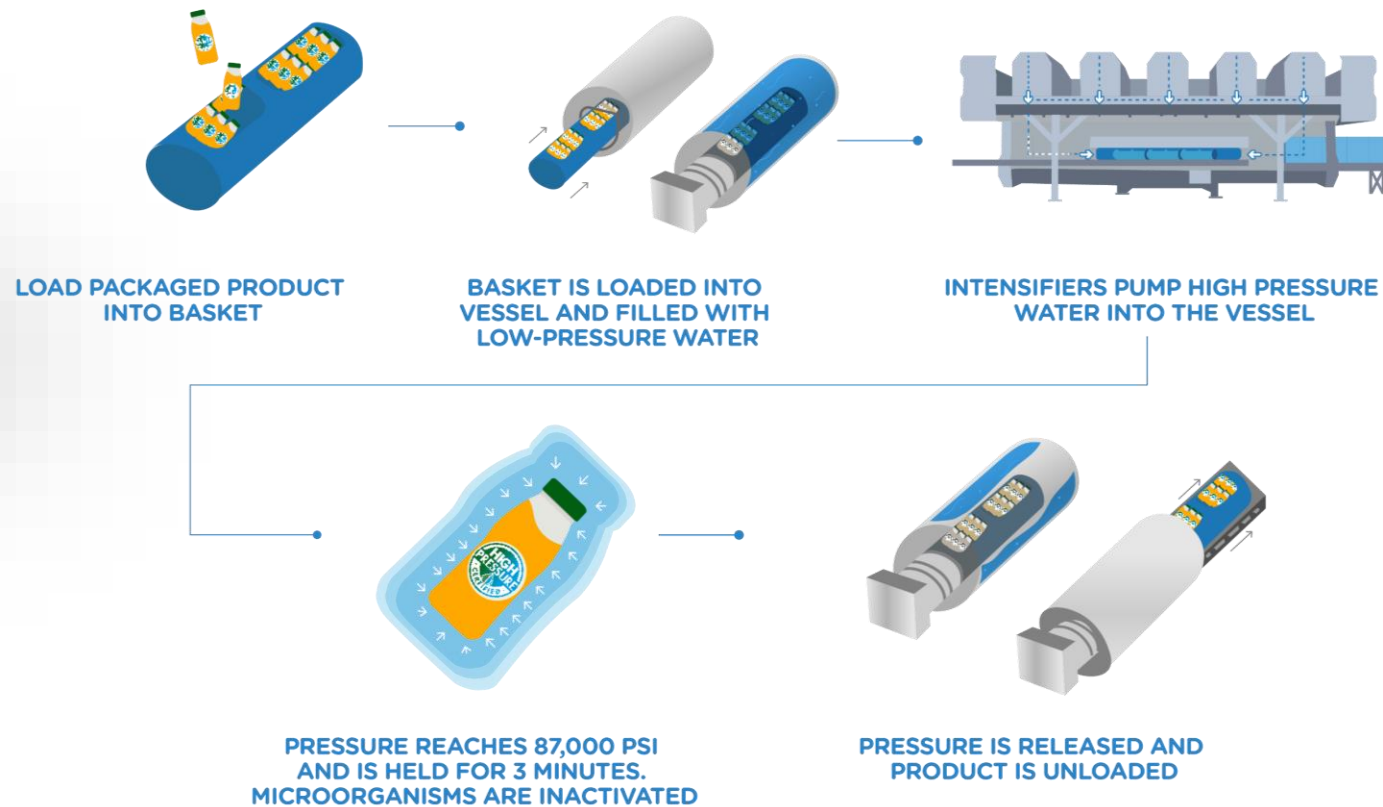 LOAD PACKAGED PRODUCT
INTO BASKET
BASKET IS LOADED INTO
VESSEL AND FILLED WITH
LOW-PRESSURE WATER
INTENSIFIERS PUMP HIGH PRESSURE
WATER INTO THE VESSEL
HIGH
PRESSURE
CERTIFIED
PRESSURE REACHES 87,000 PSI
AND IS HELD FOR 3 MINUTES.
MICROORGANISMS ARE INACTIVATED
PRESSURE IS RELEASED AND
PRODUCT IS UNLOADED